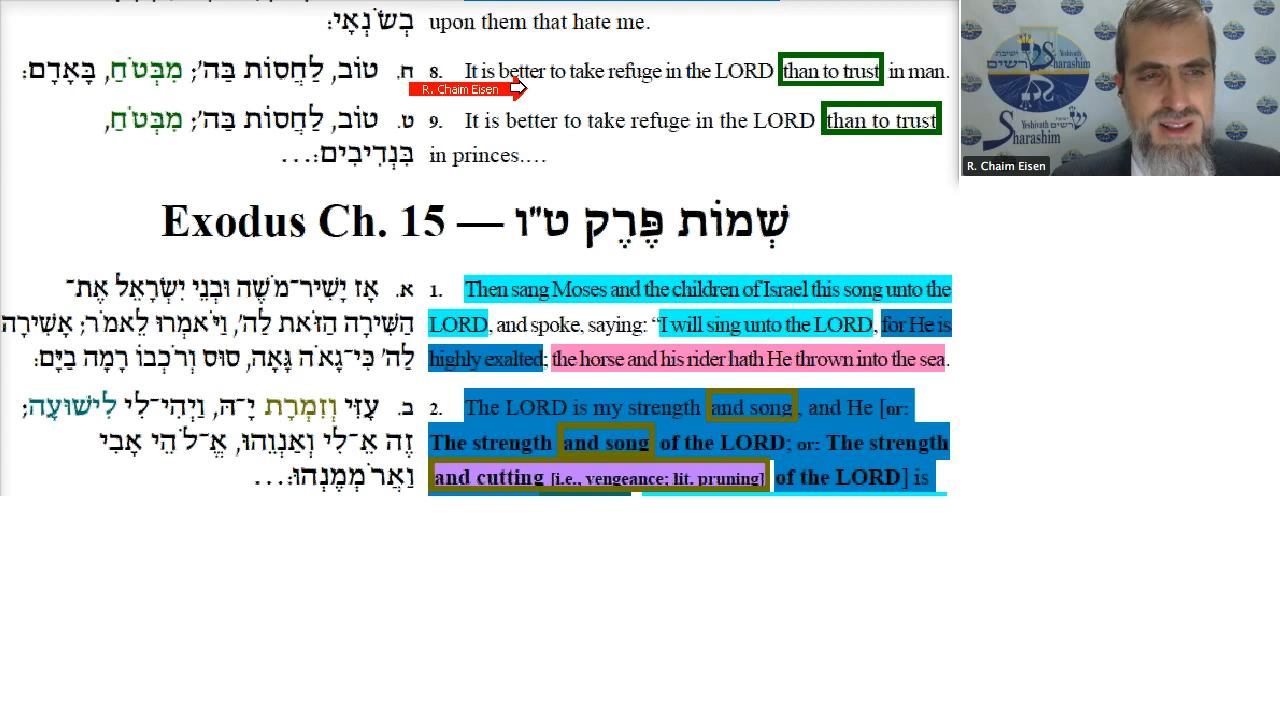 בְשֹׂנְאָי: upon them that hate me.
ח. טוֹב, לַחֲסוֹת בַּה'; מִבְּטֹחַ, בָּאָדָם: 8. It is better to take refuge in the LORD than to trust in man.
R. Chaim Eisen
ט. טוֹב, לַחֲסוֹת בַּה'; מִבְּטֹחַ, 9. It is better to take refuge in the LORD than to trust
בִּנְדִיבִים:... in princes....
Exodus Ch. 15 — שְׁמוֹת פֶּרֶק ט"ו
א. אָז יָשִׁיר־מֹשֶׁה וּבְנֵי יִשְׂרָאֵל אֶת־ 1. Then sang Moses and the children of Israel this song unto the
הַשִּׁירָה הַזֹּאת לַה', וַיֹּאמְרוּ לֵאמֹר; אָשִׁירָה LORD, and spoke, saying: “I will sing unto the LORD, for He is
לַה' כִּי־גָאֹה גָּאָה, סוּס וְרֹכְבוֹ רָמָה בַיָּם: highly exalted; the horse and his rider hath He thrown into the sea.
ב. עָזִּי וְזִמְרָת יָ־הּ, וַיְהִי־לִי לִישׁוּעָה; 2. The LORD is my strength and song, and He [or:
זֶה אֵ־לִי וְאַנְוֵהוּ, אֱ־לֹהֵי אָבִי The strength and song of the LORD; or: The strength
וַאֲרֹמְמֶנְהוּ:... and cutting [i.e., vengeance; lit. pruning] of the LORD] is
Yeshivath ישיבת
Sharashim שרשים
R. Chaim Eisen